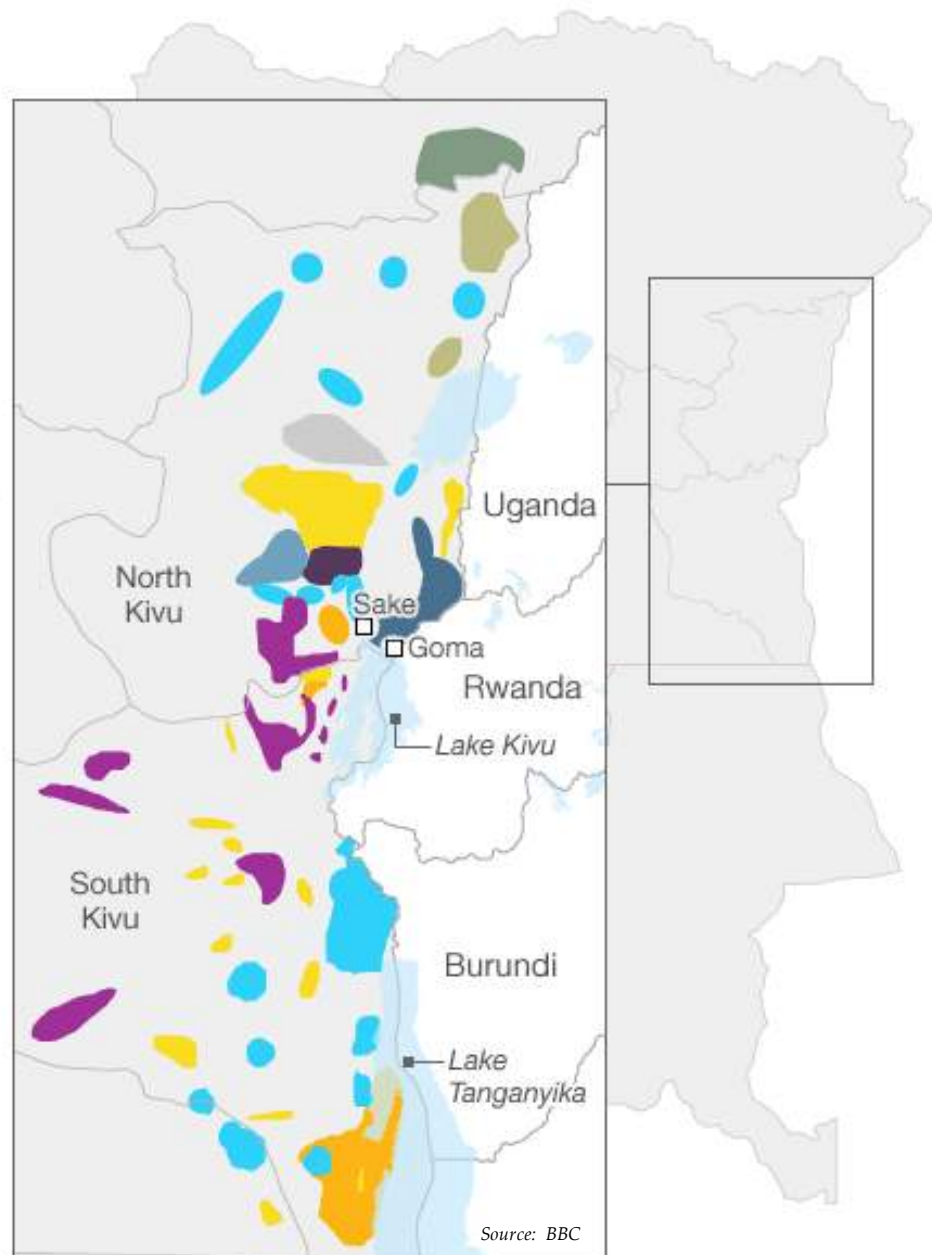 Uganda
North
Kivu
Sake
Goma
Rwanda
Lake Kivu
South
Kivu
Burundi
Lake
Tanganyika
Source: BBC